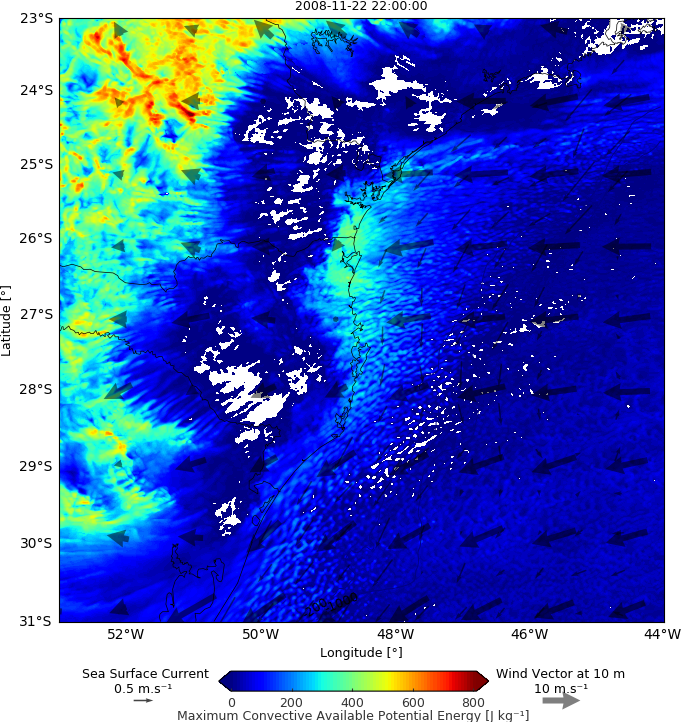 2008-11-22 22:00:00
23°S
24°S
25°S
26°S
27°S
28°S
29°S
30°S
31°S
Latitude [°]
52°W 50°W 48°W 46°W 44°W
Longitude [°]
Sea Surface Current
0.5 m.s⁻¹
Wind Vector at 10 m
10 m.s⁻¹
0 200 400 600 800
Maximum Convective Available Potential Energy [J kg⁻¹]